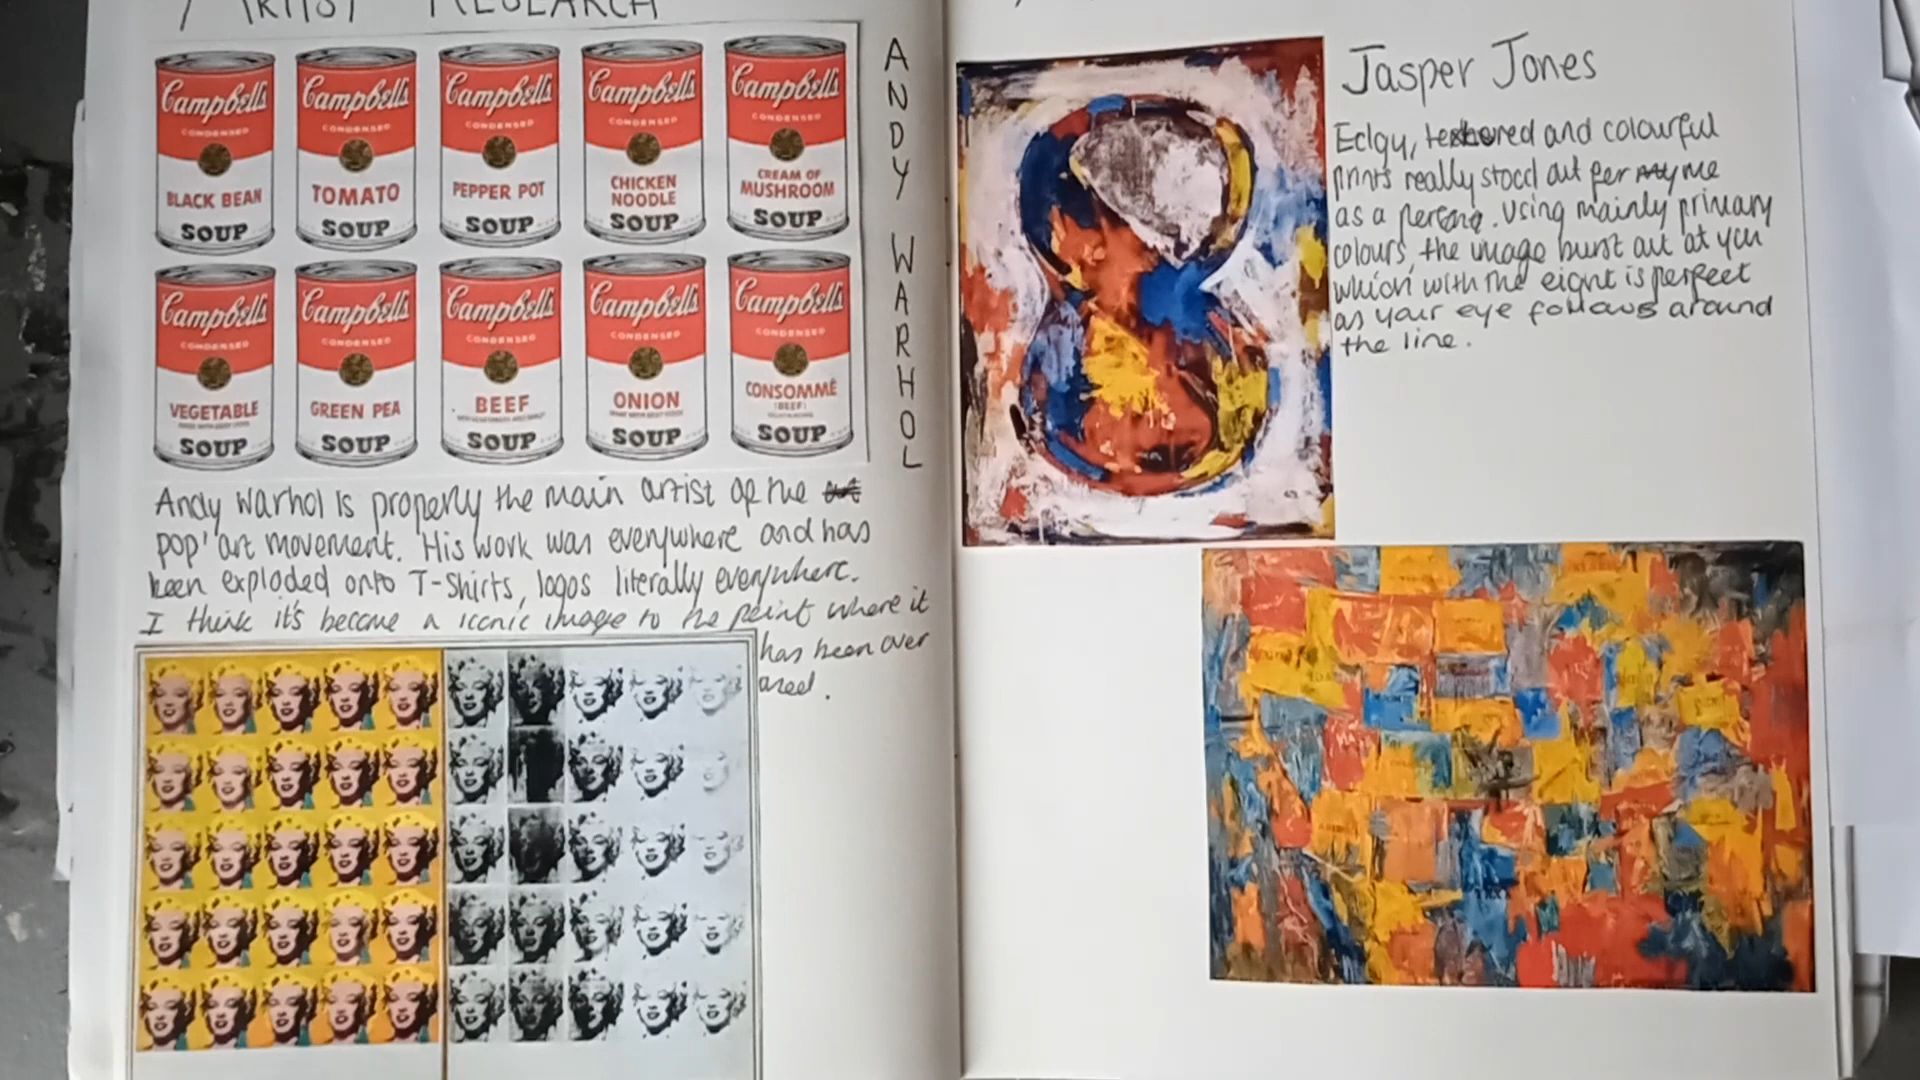 ARTIST RESEARCH
Campbell's Campbell's Campbell's Campbell's Campbell's
CONDENSED CONDENSED CONDENSED CONDENSED CONDENSED
BLACK BEAN TOMATO PEPPER POT CHICKEN NOODLE CREAM OF MUSHROOM
SOUP SOUP SOUP SOUP SOUP
Campbell's Campbell's Campbell's Campbell's Campbell's
CONDENSED CONDENSED CONDENSED CONDENSED CONDENSED
VEGETABLE GREEN PEA BEEF ONION CONSOMMÉ (BEEF)
SOUP SOUP SOUP SOUP SOUP
ANDY WARHOL
Andy Warhol is properly the main artist of the
pop' art movement. His work was everywhere and has
been exploded onto T-Shirts, logos literally everywhere.
I think it's become a iconic image to the point where it
has been over
used.
Jasper Jones
Edgy, textured and colourful
prints really stood out for me
as a person. Using mainly primary
colours, the image burst out at you
which with the eight is perfect
as your eye follows around
the line.